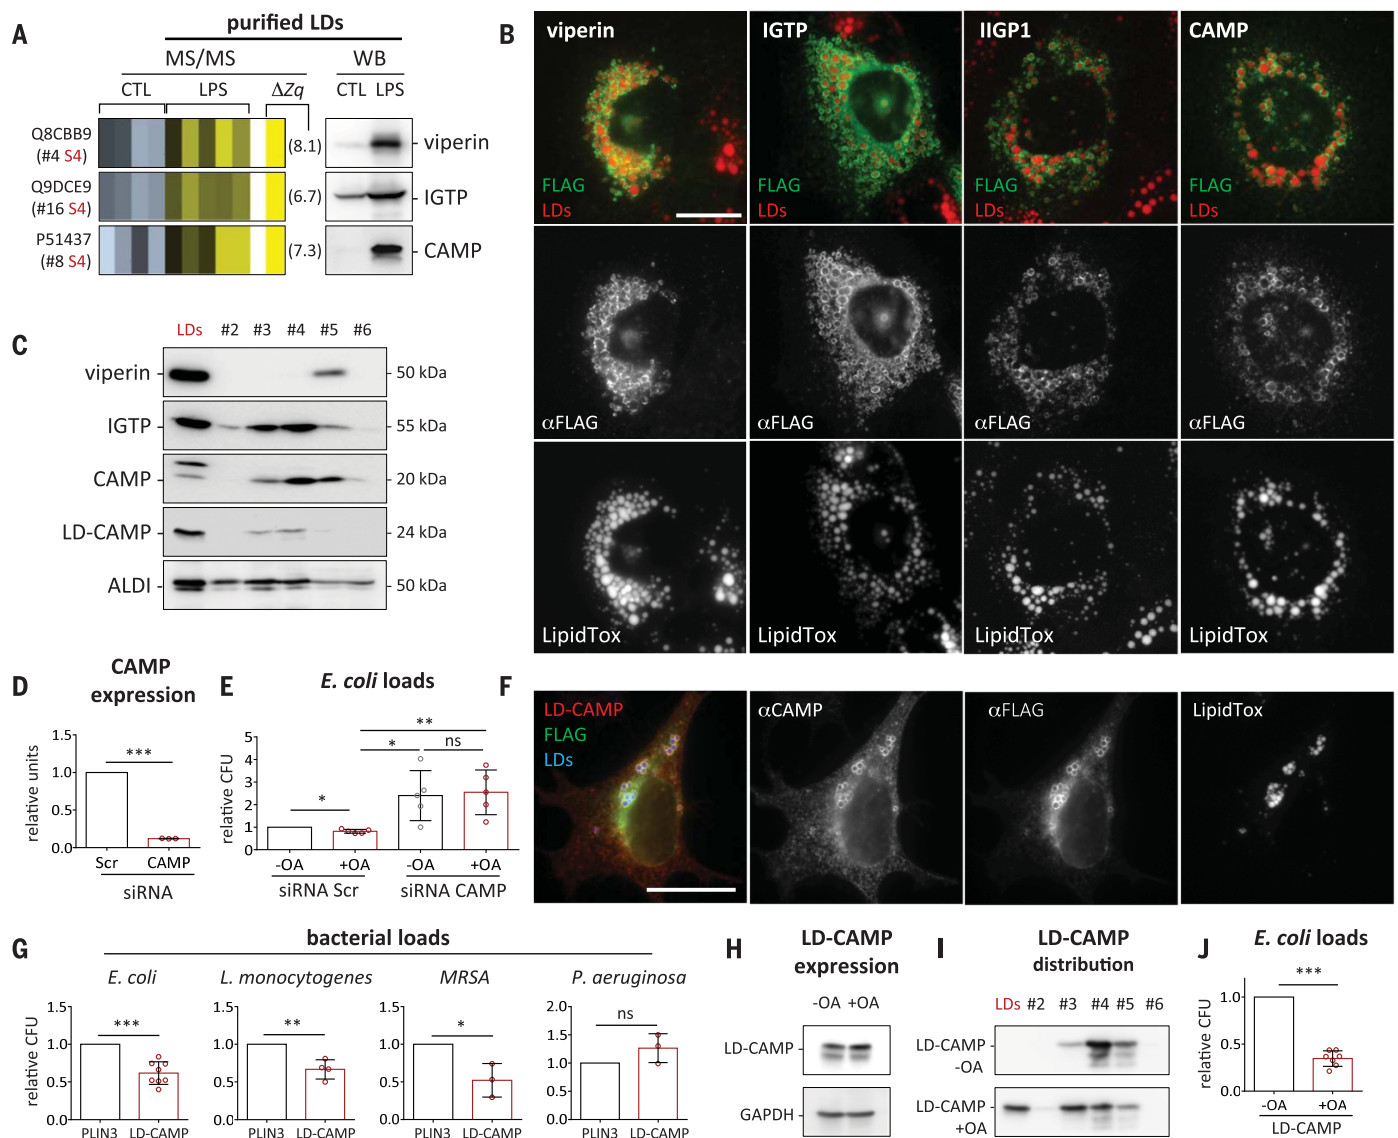 A
purified LDs
MS/MS
WB
CTL
LPS
ΔZq
CTL LPS
Q8CBB9
(#4 S4)
(8.1)
viperin
Q9DCE9
(#16 S4)
(6.7)
IGTP
P51437
(#8 S4)
(7.3)
CAMP
B
viperin
IGTP
IIGP1
CAMP
FLAG
LDs
FLAG
LDs
FLAG
LDs
FLAG
LDs
αFLAG
αFLAG
αFLAG
αFLAG
LipidTox
LipidTox
LipidTox
LipidTox
C
LDs #2 #3 #4 #5 #6
viperin
50 kDa
IGTP
55 kDa
CAMP
20 kDa
LD-CAMP
24 kDa
ALDI
50 kDa
D
CAMP
expression
relative units
1.5
1.0
0.5
0.0
***
Scr
CAMP
siRNA
E
E. coli loads
relative CFU
5
4
3
2
1
0
*
*
**
ns
-OA
+OA
-OA
+OA
siRNA Scr
siRNA CAMP
F
LD-CAMP
FLAG
LDs
αCAMP
αFLAG
LipidTox
G
bacterial loads
E. coli
L. monocytogenes
MRSA
P. aeruginosa
relative CFU
1.5
1.0
0.5
0.0
***
PLIN3
LD-CAMP
1.5
1.0
0.5
0.0
**
PLIN3
LD-CAMP
1.5
1.0
0.5
0.0
*
PLIN3
LD-CAMP
2.0
1.5
1.0
0.5
0.0
ns
PLIN3
LD-CAMP
H
LD-CAMP
expression
-OA +OA
LD-CAMP
GAPDH
I
LD-CAMP
distribution
LDs #2 #3 #4 #5 #6
LD-CAMP
-OA
LD-CAMP
+OA
J
E. coli loads
relative CFU
1.0
0.5
0.0
***
-OA
+OA
LD-CAMP